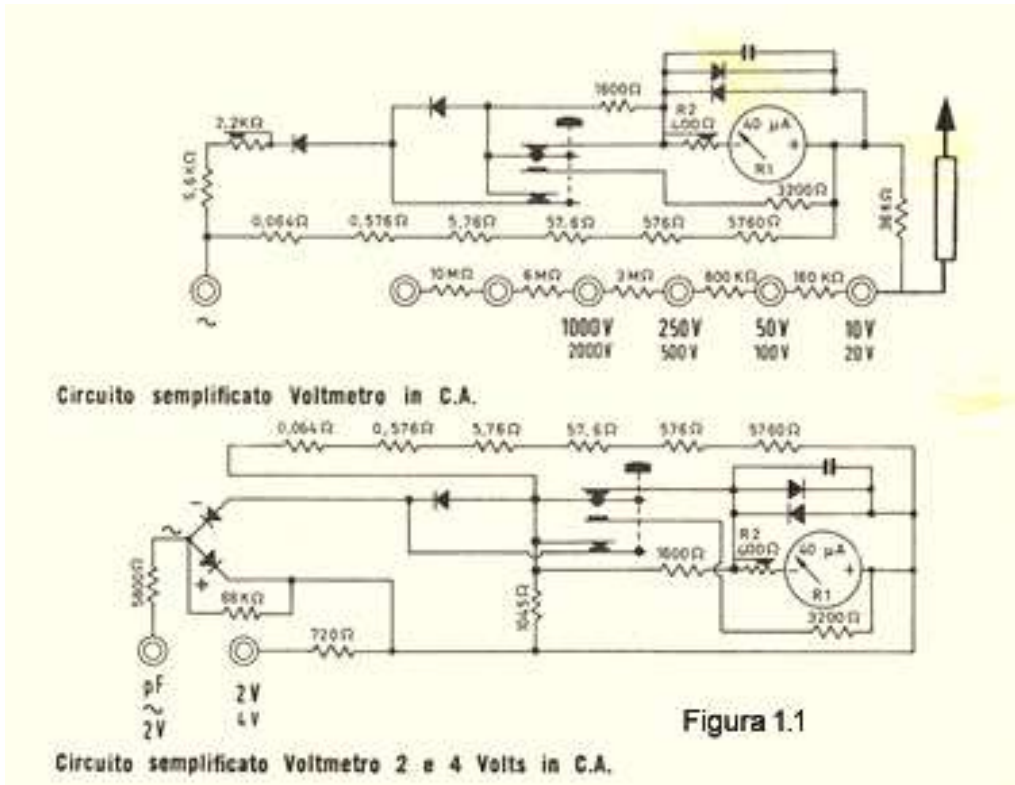 1600Ω
R2
400Ω
40 µA
- +
R1
2,2KΩ
5,6KΩ
3200Ω
36KΩ
0,064Ω 0,576Ω 5,76Ω 57,6Ω 576Ω 5760Ω
10 MΩ 6 MΩ 3 MΩ 800 KΩ 160 KΩ
~
1000V 250V 50V 10V
2000V 500V 100V 20V
Circuito semplificato Voltmetro in C.A.
0,064Ω 0,576Ω 5,76Ω 57,6Ω 576Ω 5760Ω
-
~
+
R2
1600Ω 400Ω 40 µA
- +
R1
5800Ω
68KΩ
1045Ω
3200Ω
720Ω
pF 2V
~ 4V
2V
Figura 1.1
Circuito semplificato Voltmetro 2 e 4 Volts in C.A.